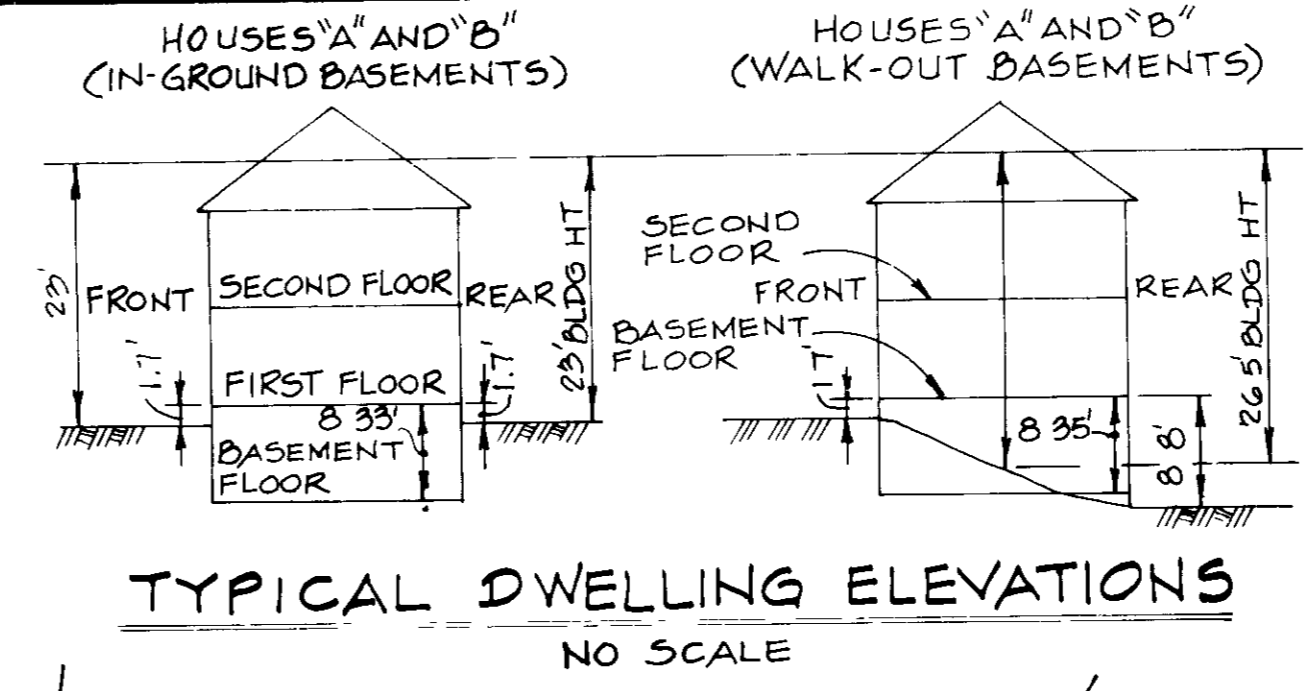 HOUSES "A" AND "B"
(IN-GROUND BASEMENTS)
23'
FRONT
SECOND FLOOR
REAR
23' BLDG HT
1.7'
FIRST FLOOR
1.7'
8 33'
BASEMENT
FLOOR
HOUSES "A" AND "B"
(WALK-OUT BASEMENTS)
SECOND
FLOOR
FRONT
REAR
BASEMENT
FLOOR
1 7'
8 35'
8 8'
26 5' BLDG HT
TYPICAL DWELLING ELEVATIONS
NO SCALE